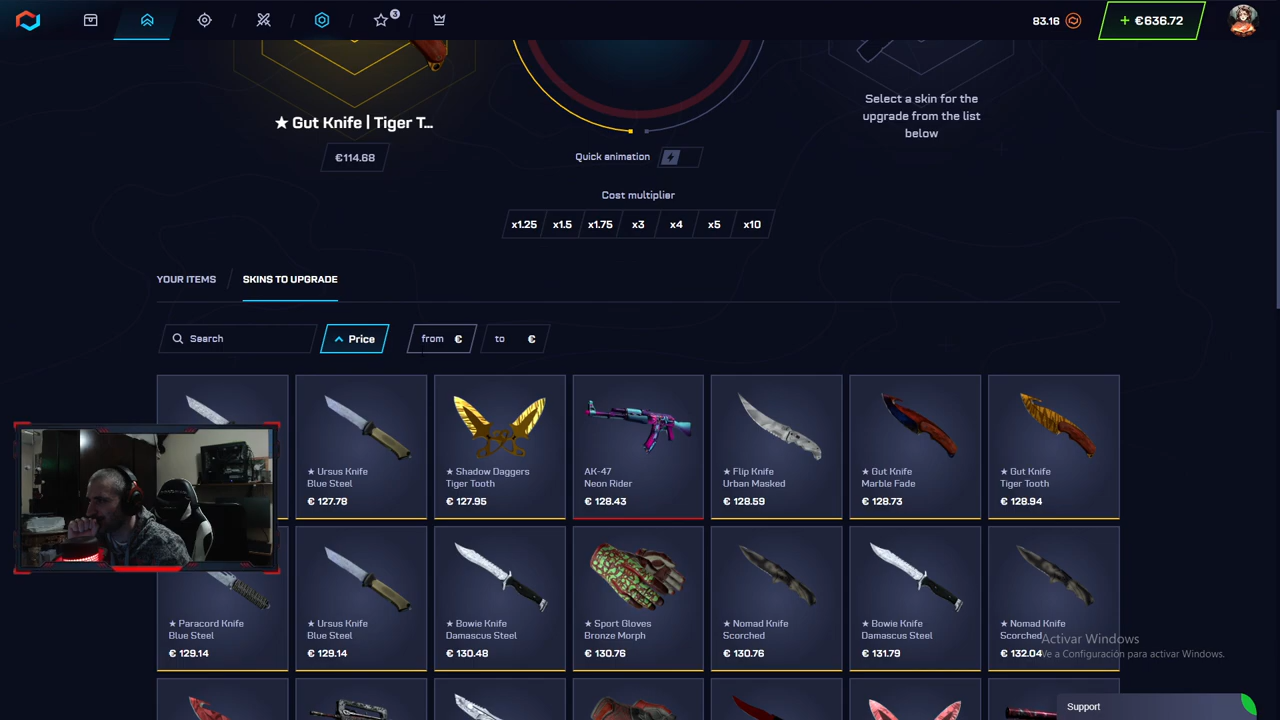 3
83.16
+ €636.72
★ Gut Knife | Tiger T...
€114.68
Select a skin for the
upgrade from the list
below
Quick animation
Cost multiplier
x1.25 x1.5 x1.75 x3 x4 x5 x10
YOUR ITEMS SKINS TO UPGRADE
Search
Price
from €
to €
★ Ursus Knife
Blue Steel
€ 127.78
★ Shadow Daggers
Tiger Tooth
€ 127.95
AK-47
Neon Rider
€ 128.43
★ Flip Knife
Urban Masked
€ 128.59
★ Gut Knife
Marble Fade
€ 128.73
★ Gut Knife
Tiger Tooth
€ 128.94
★ Paracord Knife
Blue Steel
€ 129.14
★ Ursus Knife
Blue Steel
€ 129.14
★ Bowie Knife
Damascus Steel
€ 130.48
★ Sport Gloves
Bronze Morph
€ 130.76
★ Nomad Knife
Scorched
€ 130.76
★ Bowie Knife
Damascus Steel
€ 131.79
★ Nomad Knife
Scorched
€ 132.04
Activar Windows
Ve a Configuración para activar Windows.
Support